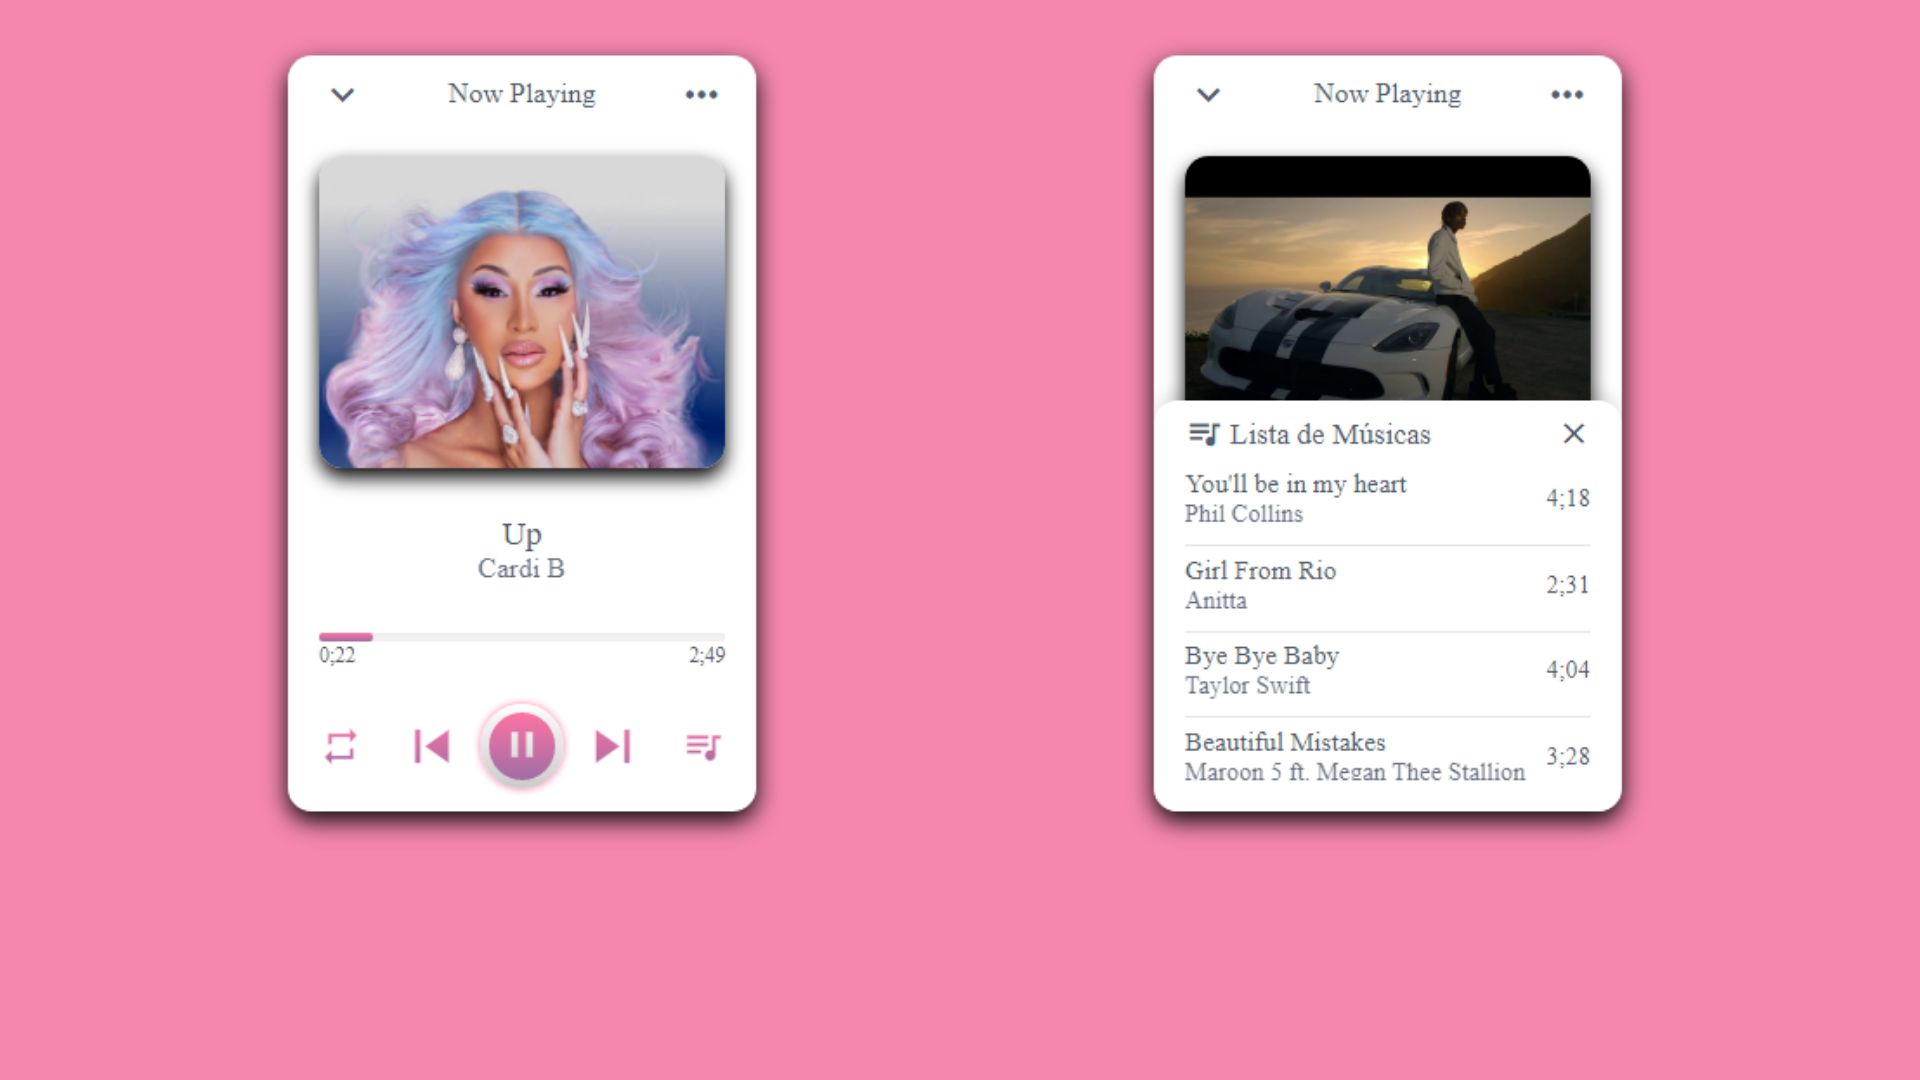 Now Playing
Up
Cardi B
0;22
2;49
Now Playing
Lista de Músicas
You'll be in my heart
4;18
Phil Collins
Girl From Rio
2;31
Anitta
Bye Bye Baby
4;04
Taylor Swift
Beautiful Mistakes
3;28
Maroon 5 ft. Megan Thee Stallion